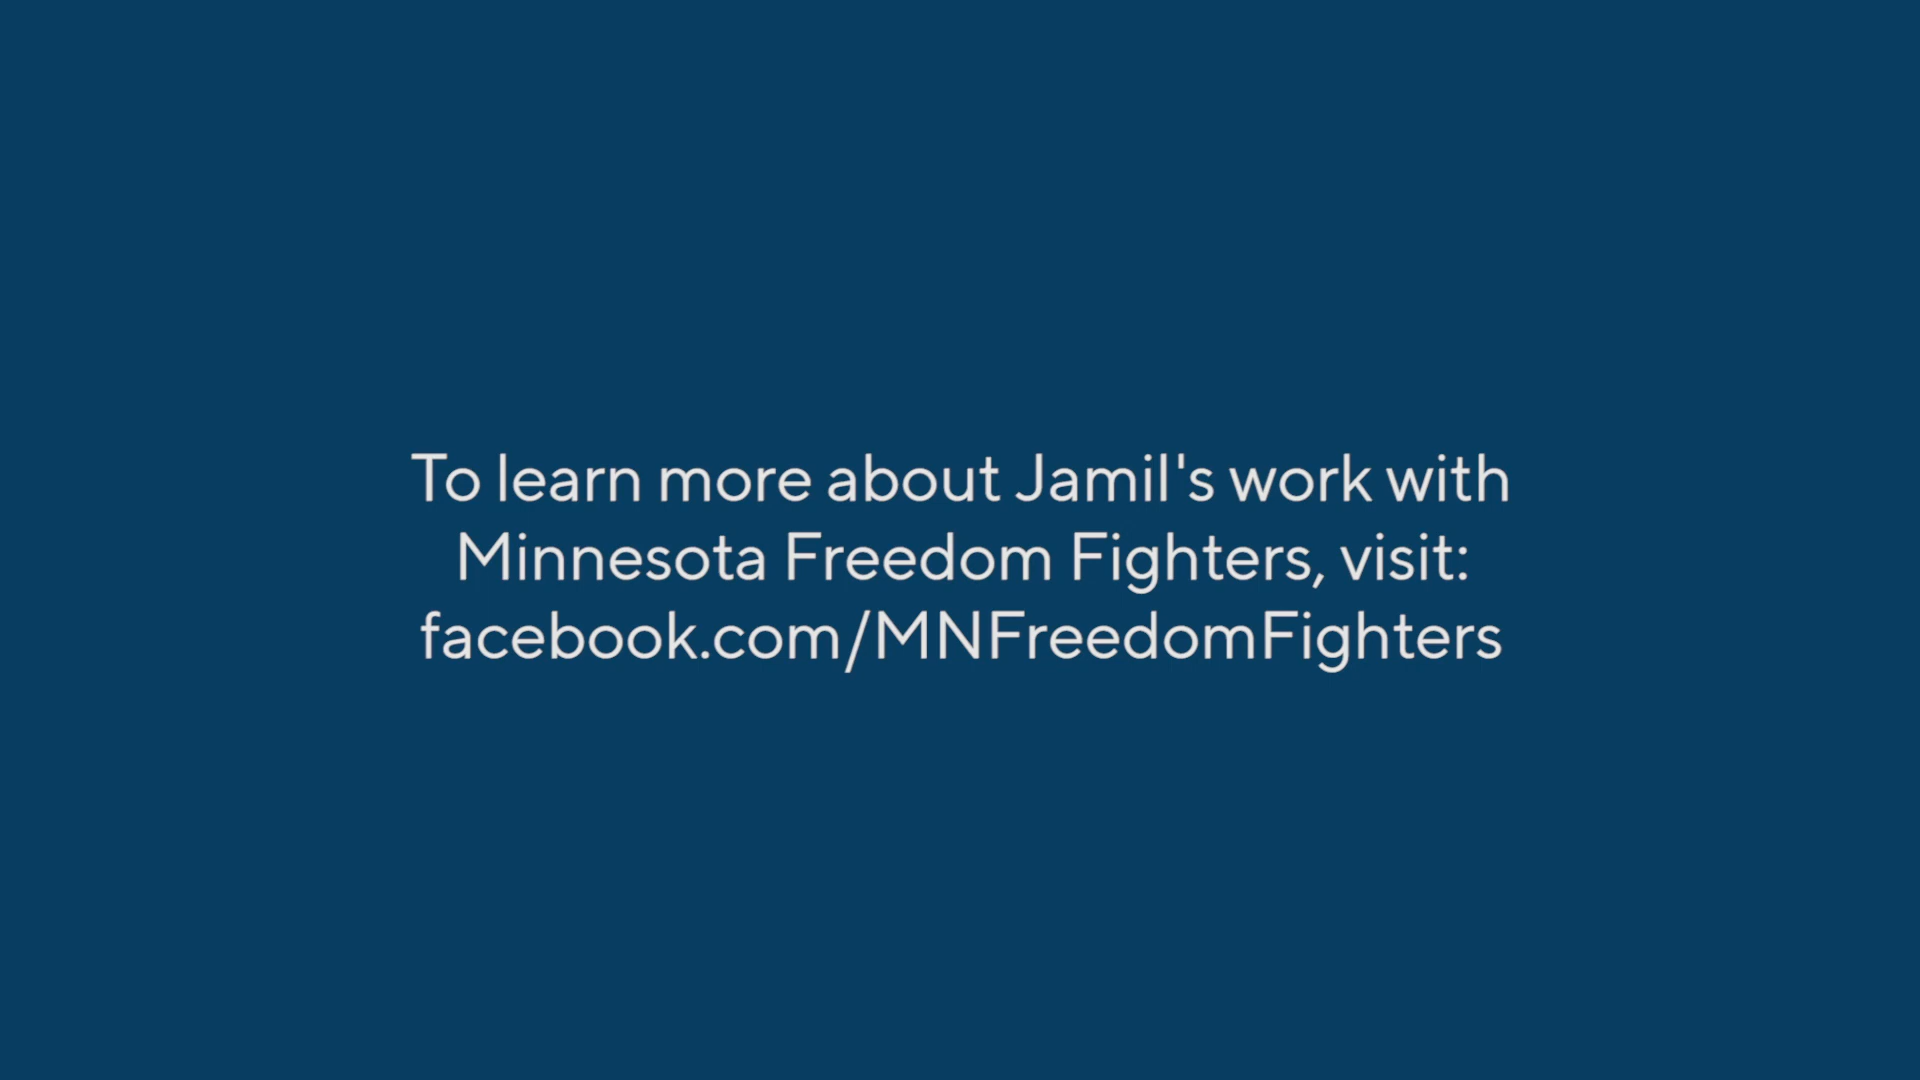 To learn more about Jamil's work with
Minnesota Freedom Fighters, visit:
facebook.com/MNFreedomFighters